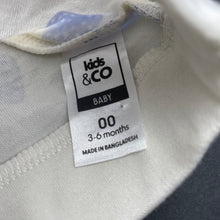 kids
&CO
BABY
00
3-6 months
MADE IN BANGLADESH